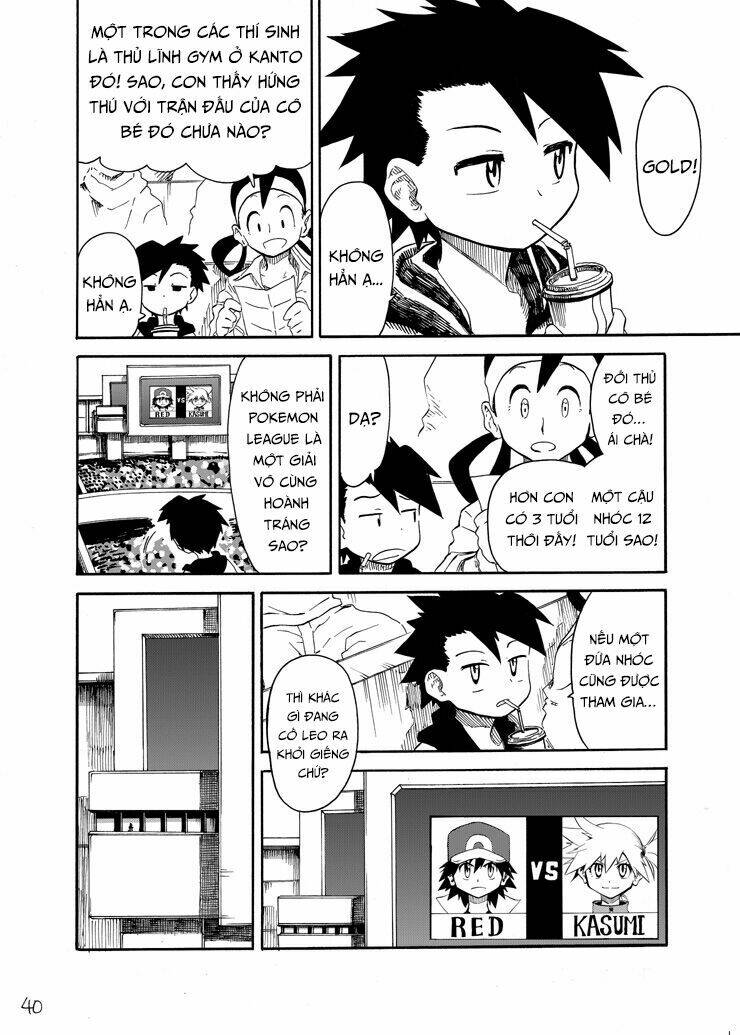 GOLD!
KHÔNG
HẲN Ạ...
MỘT TRONG CÁC THÍ SINH
LÀ THỦ LĨNH GYM Ở KANTO
ĐÓ! SAO, CON THẤY HỨNG
THÚ VỚI TRẬN ĐẤU CỦA CÔ
BÉ ĐÓ CHƯA NÀO?
KHÔNG
HẲN Ạ.
ĐỐI THỦ
CÔ BÉ
ĐÓ...
ÁI CHÀ!
MỘT CẬU
NHÓC 12
TUỔI SAO!
HƠN CON
CÓ 3 TUỔI
THÔI ĐẤY!
DẠ?
KHÔNG PHẢI
POKEMON
LEAGUE LÀ
MỘT GIẢI
VÔ CÙNG
HOÀNH
TRÁNG
SAO?
VS
RED
KASUMI
NẾU MỘT
ĐỨA NHÓC
CŨNG ĐƯỢC
THAM GIA...
THÌ KHÁC
GÌ ĐANG
CỐ LEO RA
KHỎI GIẾNG
CHỨ?
VS
RED
KASUMI
40